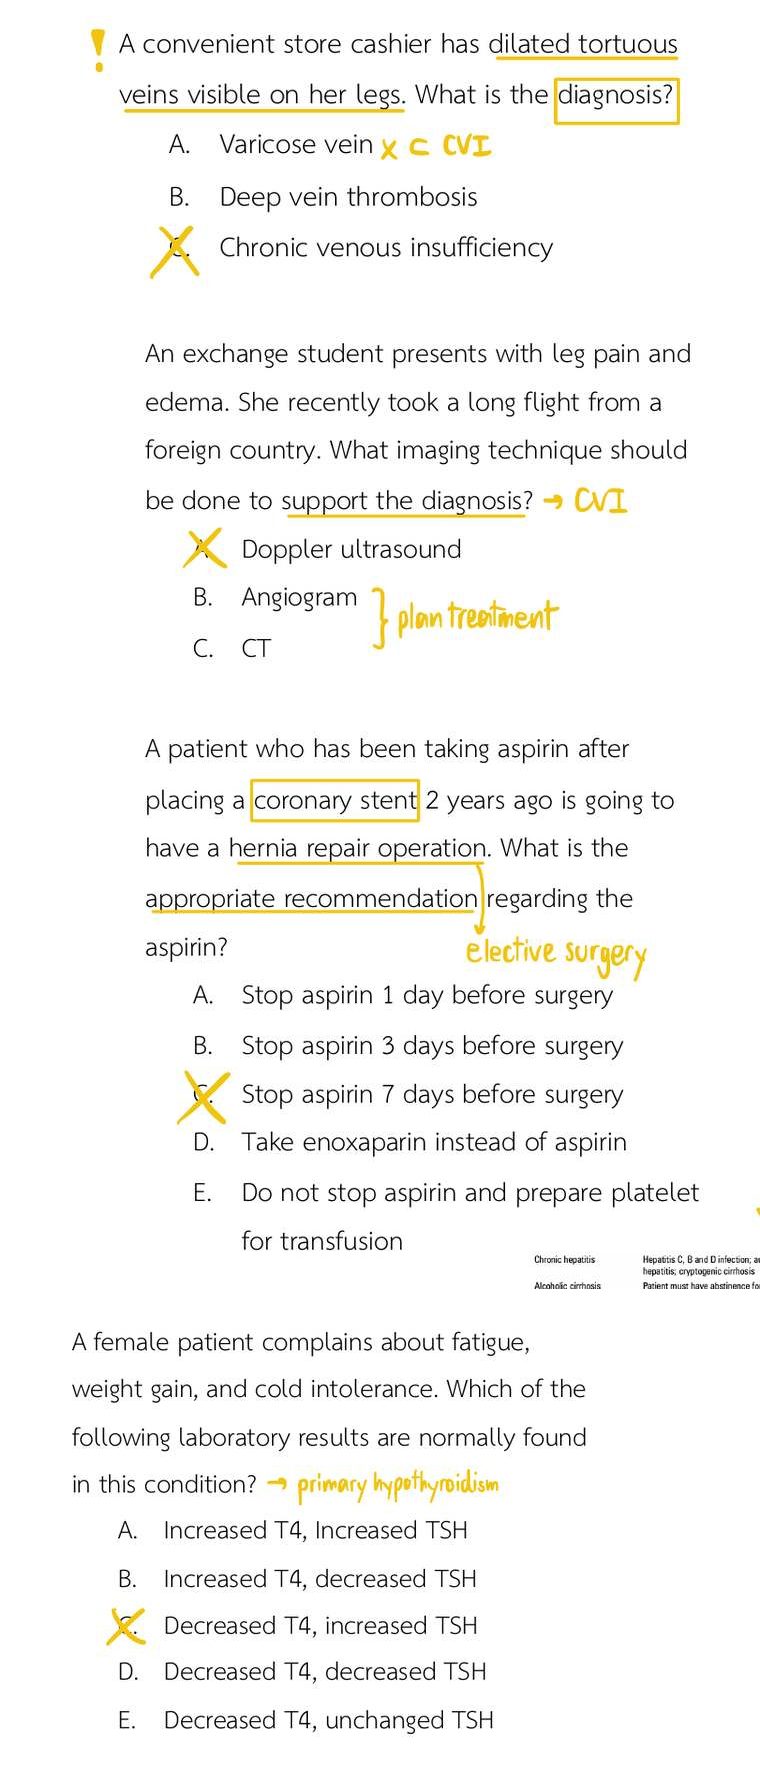 ! A convenient store cashier has dilated tortuous
veins visible on her legs. What is the diagnosis?
A. Varicose vein x ⊂ CVI
B. Deep vein thrombosis
C. Chronic venous insufficiency
An exchange student presents with leg pain and
edema. She recently took a long flight from a
foreign country. What imaging technique should
be done to support the diagnosis? → CVI
A. Doppler ultrasound
B. Angiogram
} plan treatment
C. CT
A patient who has been taking aspirin after
placing a coronary stent 2 years ago is going to
have a hernia repair operation. What is the
appropriate recommendation regarding the
aspirin?
elective surgery
A. Stop aspirin 1 day before surgery
B. Stop aspirin 3 days before surgery
C. Stop aspirin 7 days before surgery
D. Take enoxaparin instead of aspirin
E. Do not stop aspirin and prepare platelet
for transfusion
Chronic hepatitis Hepatitis C, B and D infection;
hepatitis; cryptogenic cirrhosis
Alcoholic cirrhosis Patient must have abstinence
A female patient complains about fatigue,
weight gain, and cold intolerance. Which of the
following laboratory results are normally found
in this condition? → primary hypothyroidism
A. Increased T4, Increased TSH
B. Increased T4, decreased TSH
C. Decreased T4, increased TSH
D. Decreased T4, decreased TSH
E. Decreased T4, unchanged TSH